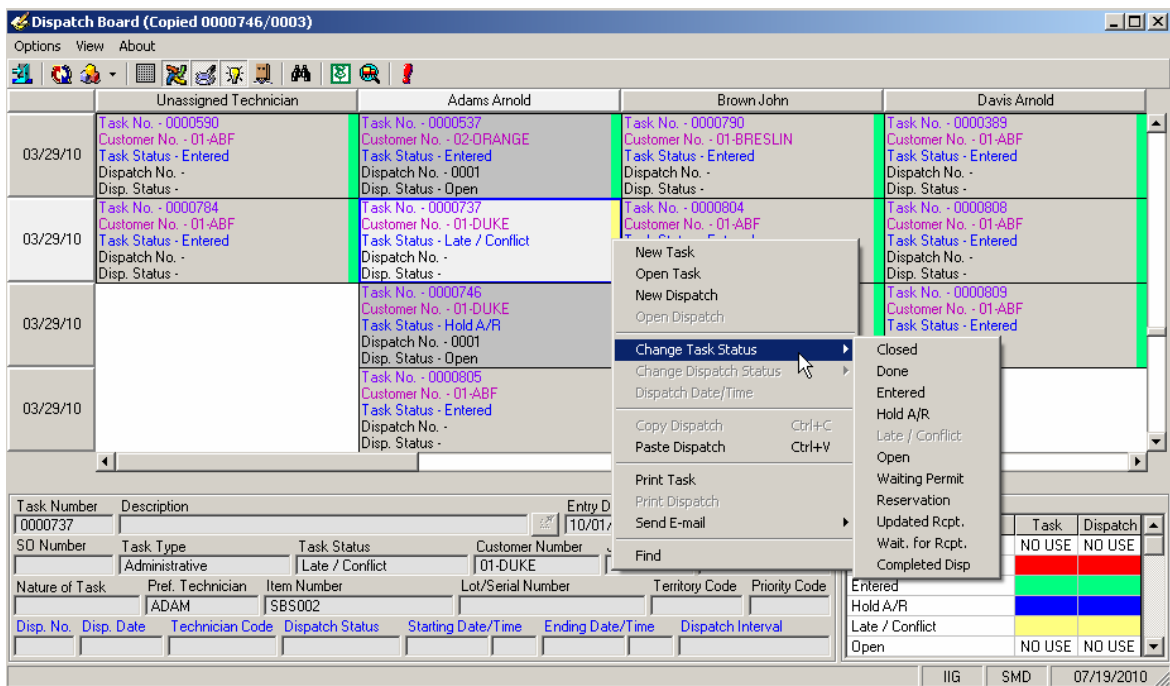 Dispatch Board (Copied 0000746/0003)
Options View About
Unassigned Technician Adams Arnold Brown John Davis Arnold
03/29/10
Task No. - 0000590
Customer No. - 01-ABF
Task Status - Entered
Dispatch No. -
Disp. Status -
Task No. - 0000537
Customer No. - 02-ORANGE
Task Status - Entered
Dispatch No. - 0001
Disp. Status - Open
Task No. - 0000790
Customer No. - 01-BRESLIN
Task Status - Entered
Dispatch No. -
Disp. Status -
Task No. - 0000389
Customer No. - 01-ABF
Task Status - Entered
Dispatch No. -
Disp. Status -
03/29/10
Task No. - 0000784
Customer No. - 01-ABF
Task Status - Entered
Dispatch No. -
Disp. Status -
Task No. - 0000737
Customer No. - 01-DUKE
Task Status - Late / Conflict
Dispatch No. -
Disp. Status -
Task No. - 0000804
Customer No. - 01-ABF
Task No. - 0000808
Customer No. - 01-ABF
Task Status - Entered
Dispatch No. -
Disp. Status -
03/29/10
Task No. - 0000746
Customer No. - 01-DUKE
Task Status - Hold A/R
Dispatch No. - 0001
Disp. Status - Open
Task No. - 0000809
Customer No. - 01-ABF
Task Status - Entered
03/29/10
Task No. - 0000805
Customer No. - 01-ABF
Task Status - Entered
Dispatch No. -
Disp. Status -
New Task
Open Task
New Dispatch
Open Dispatch
Change Task Status
Change Dispatch Status
Dispatch Date/Time
Copy Dispatch Ctrl+C
Paste Dispatch Ctrl+V
Print Task
Print Dispatch
Send E-mail
Find
Closed
Done
Entered
Hold A/R
Late / Conflict
Open
Waiting Permit
Reservation
Updated Rcpt.
Wait. for Rcpt.
Completed Disp
Task Number Description Entry D
0000737 10/01/
SO Number Task Type Task Status Customer Number
Administrative Late / Conflict 01-DUKE
Nature of Task Pref. Technician Item Number Lot/Serial Number Territory Code Priority Code
ADAM SBS002
Disp. No. Disp. Date Technician Code Dispatch Status Starting Date/Time Ending Date/Time Dispatch Interval
Task Dispatch
NO USE NO USE
Entered
Hold A/R
Late / Conflict
Open NO USE NO USE
IIG SMD 07/19/2010